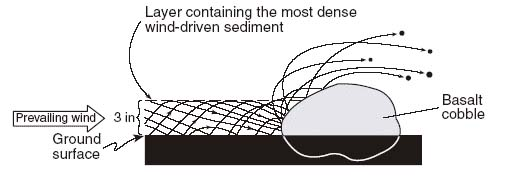 Layer containing the most dense
wind-driven sediment
Prevailing wind
3 in
Ground
surface
Basalt
cobble